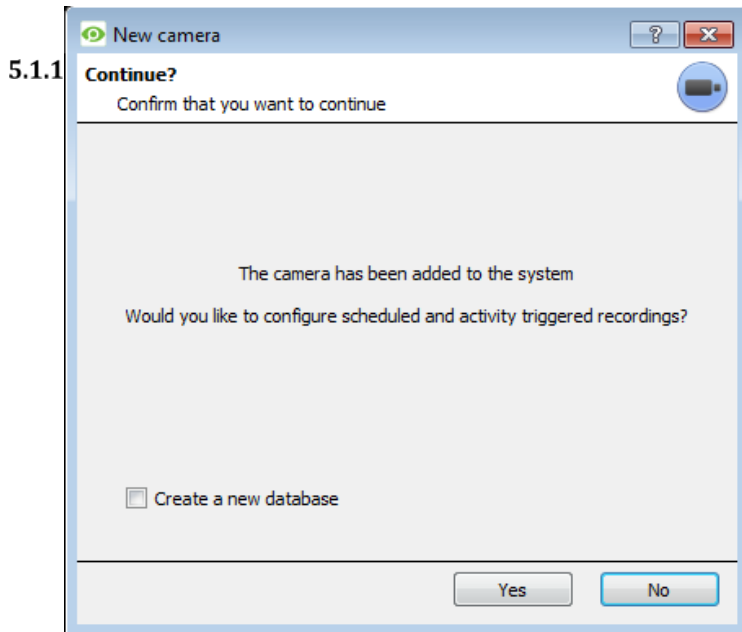 New camera
5.1.1
Continue?
Confirm that you want to continue
The camera has been added to the system
Would you like to configure scheduled and activity triggered recordings?
Create a new database
Yes No